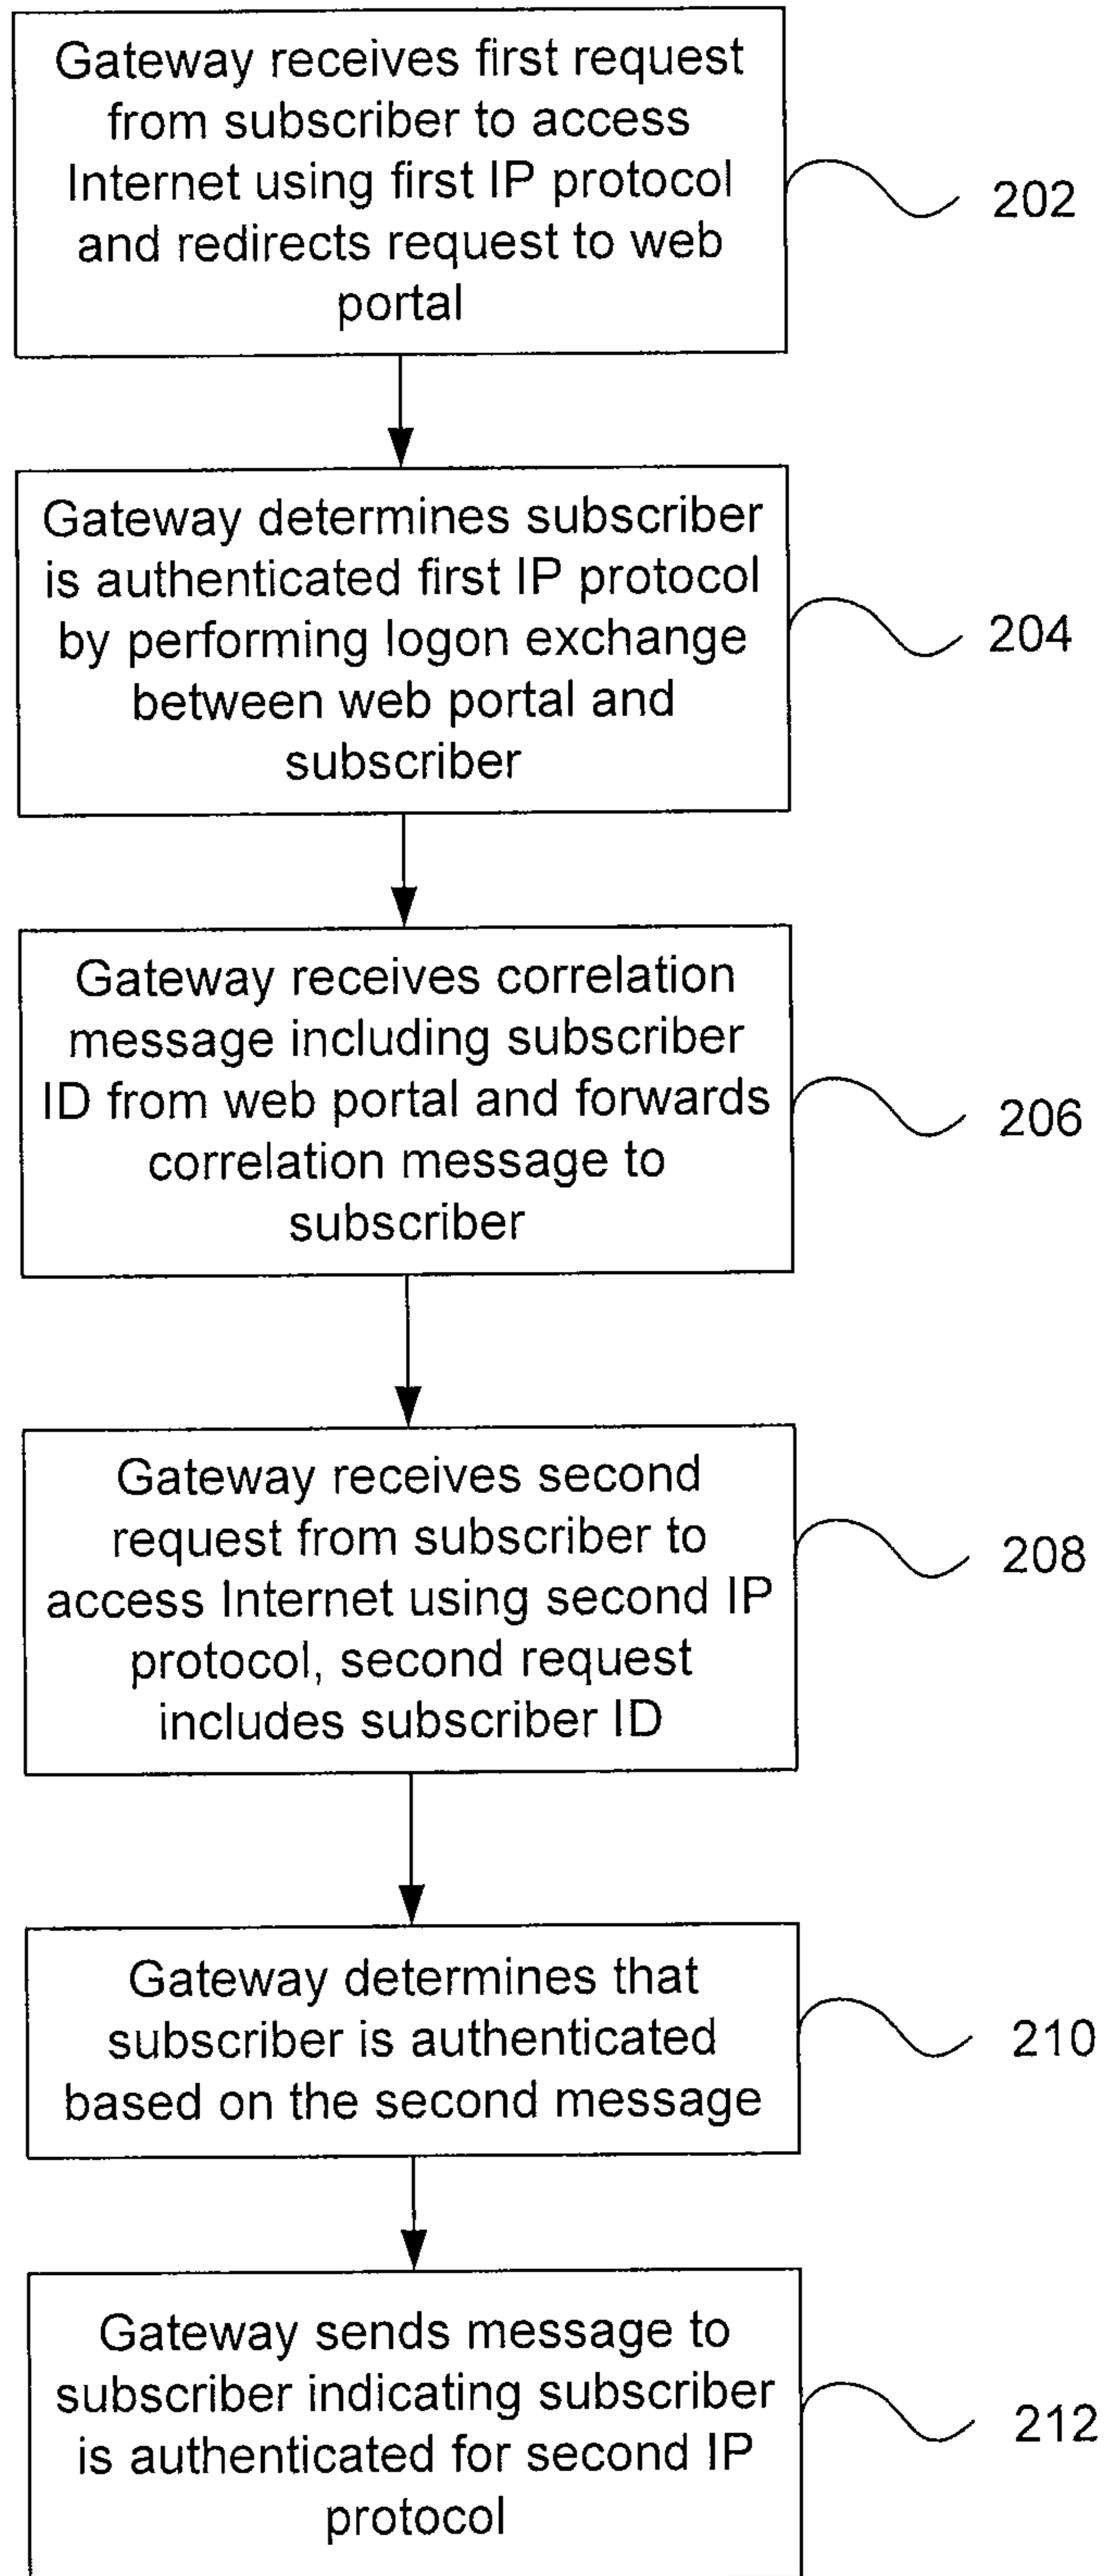 Gateway receives first request
from subscriber to access
Internet using first IP protocol
and redirects request to web
portal
202
Gateway determines subscriber
is authenticated first IP protocol
by performing logon exchange
between web portal and
subscriber
204
Gateway receives correlation
message including subscriber
ID from web portal and forwards
correlation message to
subscriber
206
Gateway receives second
request from subscriber to
access Internet using second IP
protocol, second request
includes subscriber ID
208
Gateway determines that
subscriber is authenticated
based on the second message
210
Gateway sends message to
subscriber indicating subscriber
is authenticated for second IP
protocol
212